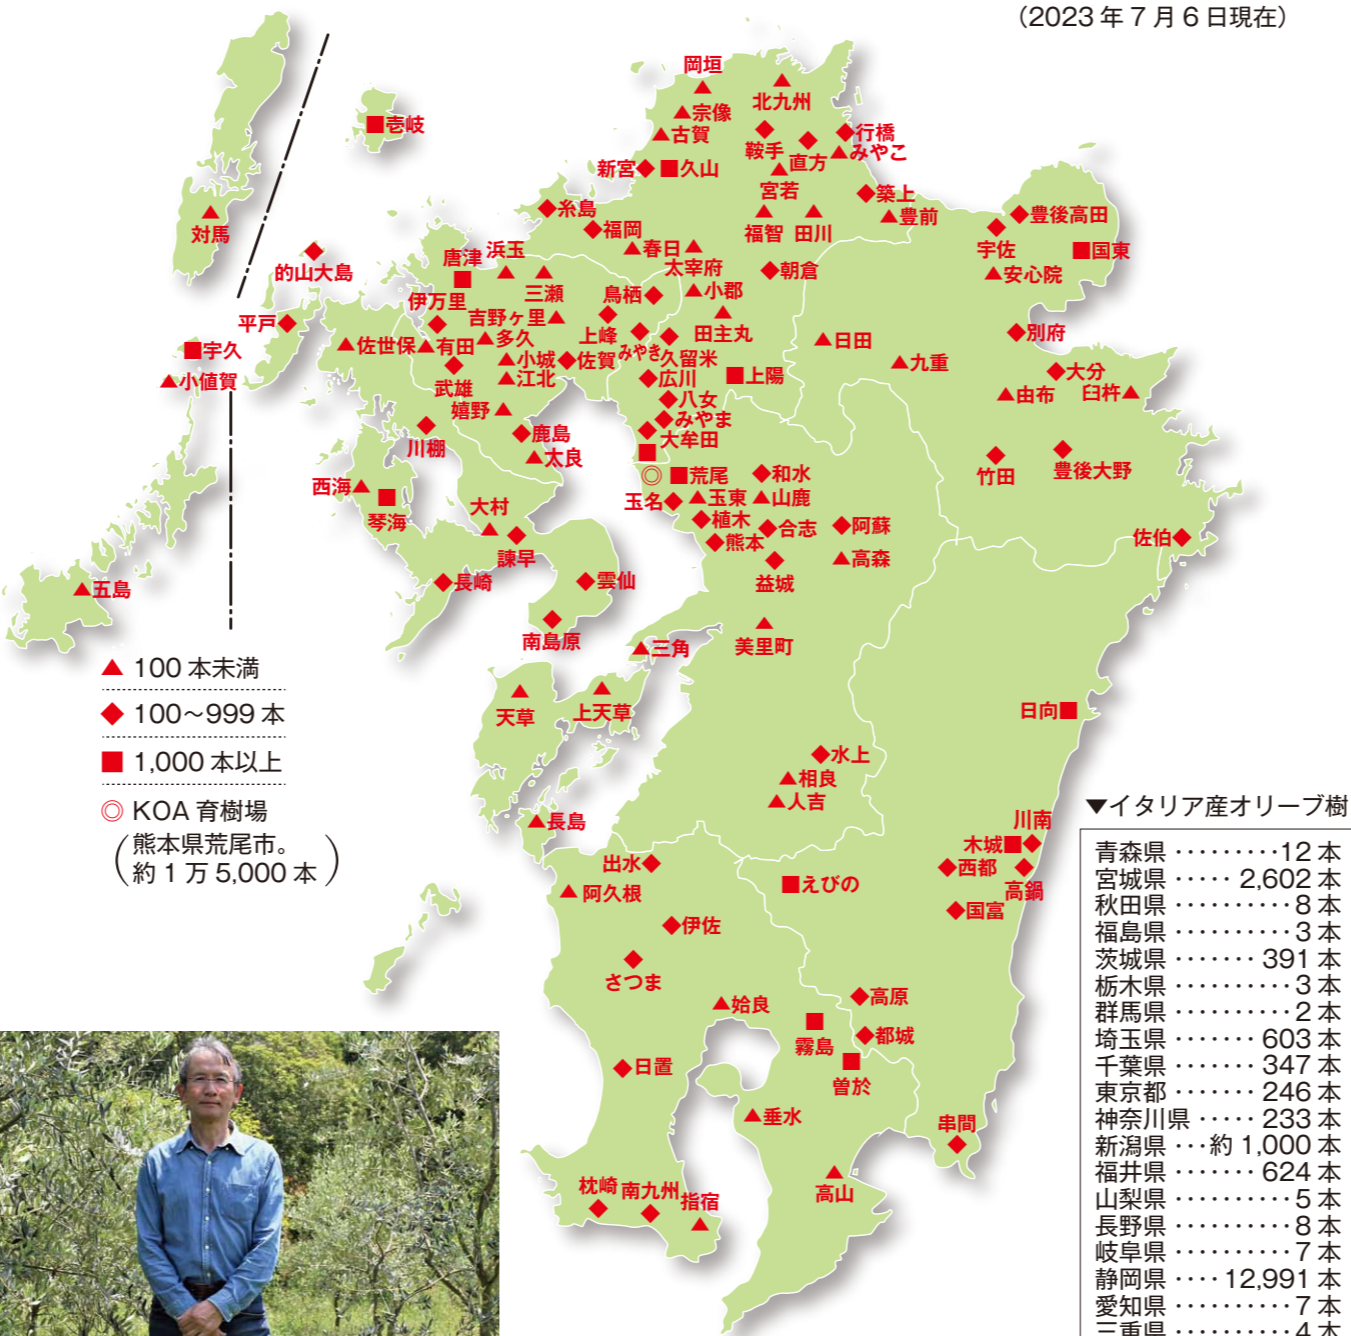 （2023年7月6日現在）
岡垣
北九州
宗像
古賀
壱岐
行橋
鞍手
直方
みやこ
新宮
久山
宮若
築上
糸島
福岡
福智
田川
豊前
豊後高田
宇佐
国東
対馬
春日
太宰府
朝倉
安心院
的山大島
唐津
浜玉
三瀬
鳥栖
小郡
伊万里
吉野ヶ里
上峰
田主丸
平戸
別府
佐世保
有田
多久
みやき
久留米
日田
宇久
小城
佐賀
九重
小値賀
武雄
江北
広川
上陽
大分
由布
臼杵
嬉野
八女
みやま
川棚
鹿島
大牟田
太良
竹田
豊後大野
西海
琴海
荒尾
和水
玉名
玉東
山鹿
大村
植木
合志
阿蘇
諫早
熊本
佐伯
高森
益城
五島
長崎
雲仙
南島原
三角
美里町
天草
上天草
日向
水上
相良
人吉
長島
川南
木城
出水
西都
高鍋
えびの
阿久根
国富
伊佐
さつま
姶良
高原
霧島
都城
日置
曽於
垂水
串間
高山
枕崎
南九州
指宿
100本未満
100～999本
1,000本以上
KOA育樹場
（熊本県荒尾市。
約1万5,000本）
▼イタリア産オリーブ樹
青森県・・・・・・・・・12本
宮城県・・・・・2,602本
秋田県・・・・・・・・・・8本
福島県・・・・・・・・・・3本
茨城県・・・・・・・391本
栃木県・・・・・・・・・・3本
群馬県・・・・・・・・・・2本
埼玉県・・・・・・・603本
千葉県・・・・・・・347本
東京都・・・・・・・246本
神奈川県・・・・・・233本
新潟県・・・約1,000本
福井県・・・・・・・624本
山梨県・・・・・・・・・・5本
長野県・・・・・・・・・・8本
岐阜県・・・・・・・・・・7本
静岡県・・・・12,991本
愛知県・・・・・・・・・・7本
三重県・・・・・・・・・・4本